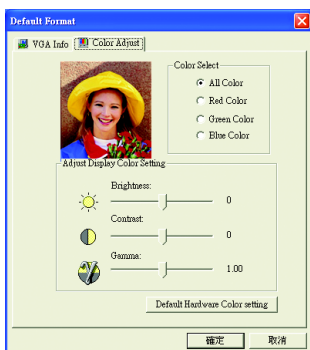 Default Format
VGA Info
Color Adjust
Color Select
All Color
Red Color
Green Color
Blue Color
Adjust Display Color Setting
Brightness:
0
Contrast:
0
Gamma:
1.00
Default Hardware Color setting
確定
取消